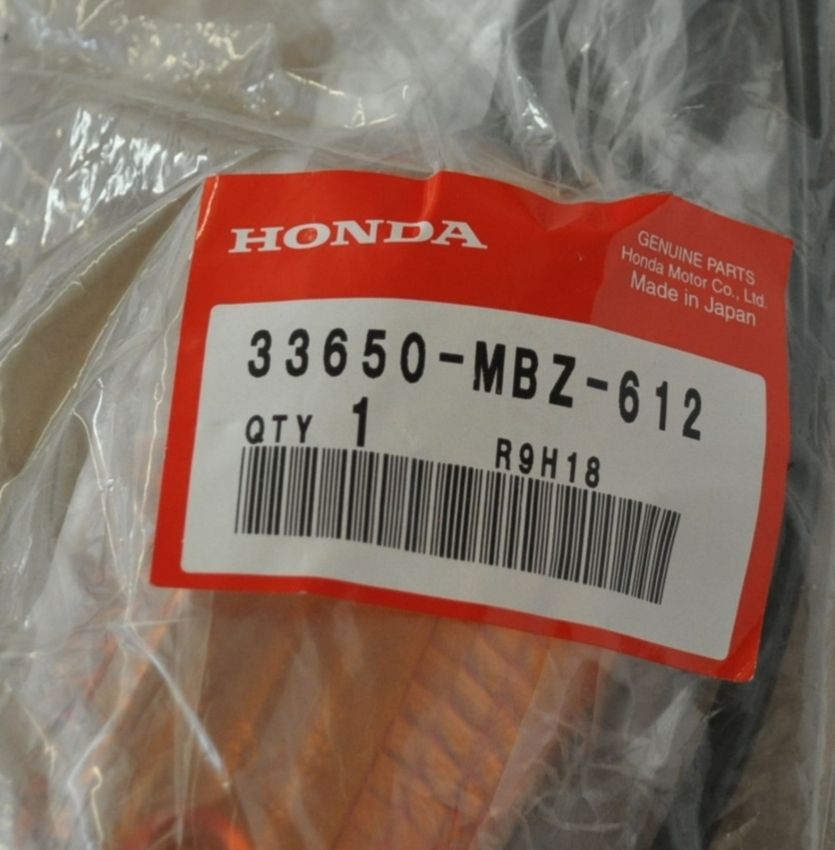 HONDA
GENUINE PARTS
Honda Motor Co., Ltd.
Made in Japan
33650-MBZ-612
QTY 1
R9H18